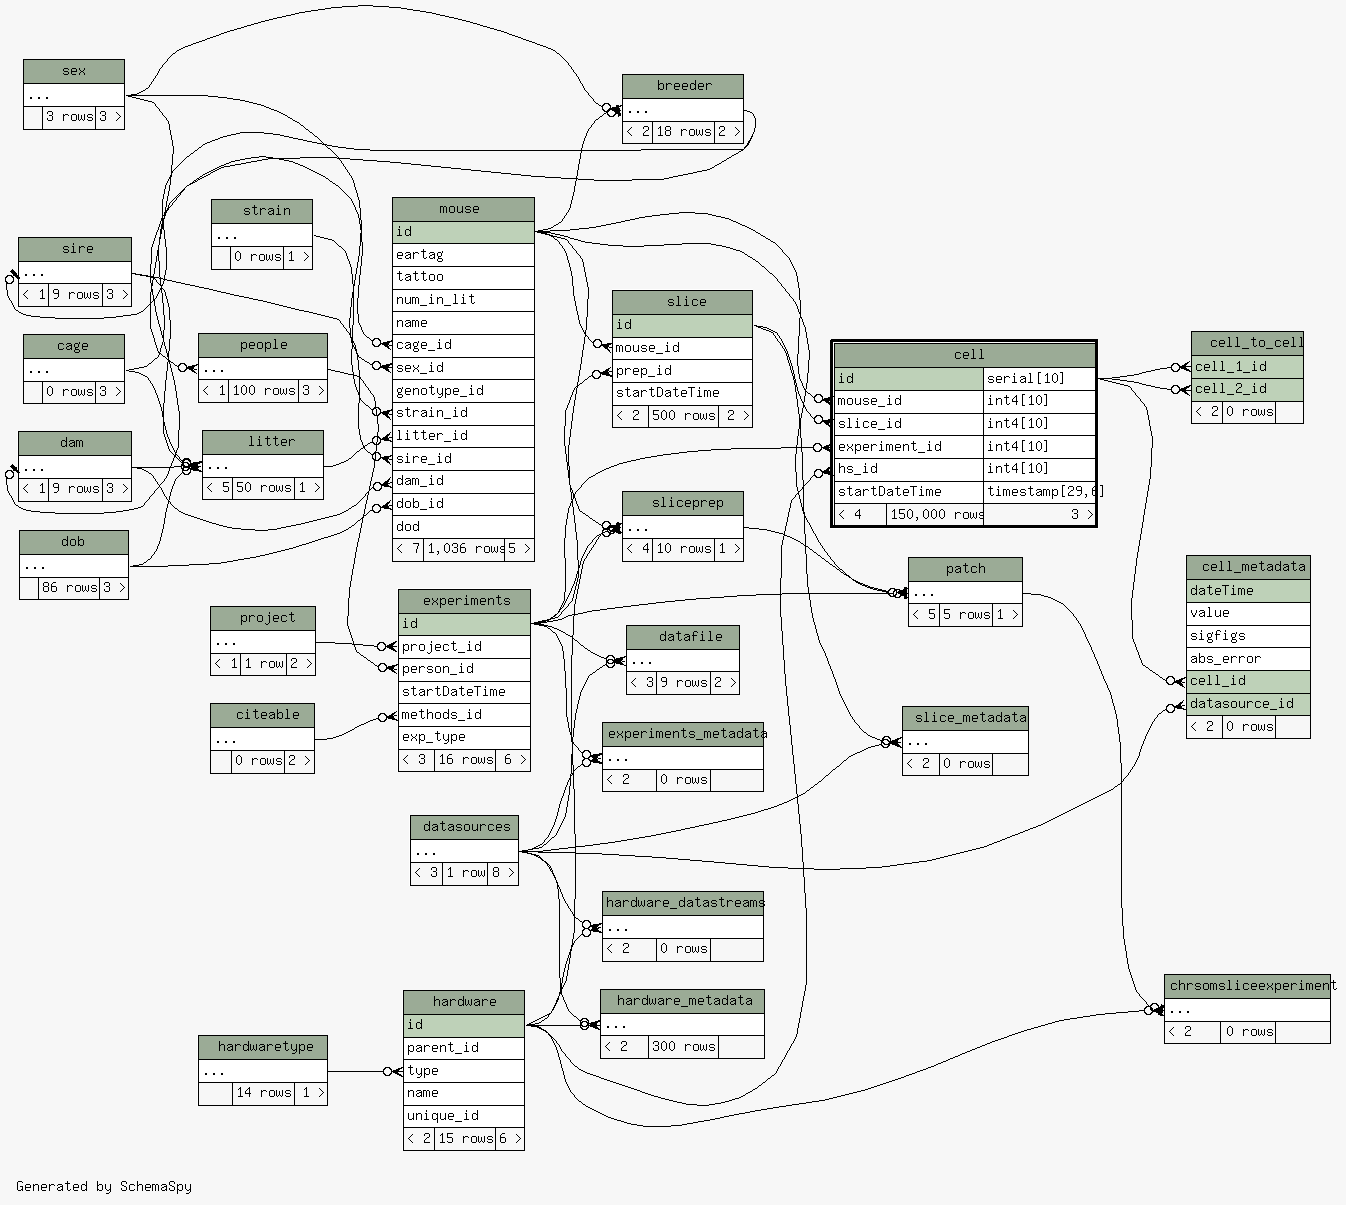 sex
...
3 rows 3 >
breeder
...
< 2 18 rows 2 >
strain
...
0 rows 1 >
mouse
id
eartag
tattoo
num_in_lit
name
cage_id
sex_id
genotype_id
strain_id
litter_id
sire_id
dam_id
dob_id
dod
< 7 1,036 rows 5 >
sire
...
< 1 9 rows 3 >
slice
id
mouse_id
prep_id
startDateTime
< 2 500 rows 2 >
cage
...
0 rows 3 >
people
...
< 1 100 rows 3 >
cell
id serial[10]
mouse_id int4[10]
slice_id int4[10]
experiment_id int4[10]
hs_id int4[10]
startDateTime timestamp[29,6]
< 4 150,000 rows 3 >
cell_to_cell
cell_1_id
cell_2_id
< 2 0 rows
dam
...
< 1 9 rows 3 >
litter
...
< 5 50 rows 1 >
sliceprep
...
< 4 10 rows 1 >
dob
...
86 rows 3 >
patch
...
< 5 5 rows 1 >
cell_metadata
dateTime
value
sigfigs
abs_error
cell_id
datasource_id
< 2 0 rows
project
...
< 1 1 row 2 >
experiments
id
project_id
person_id
startDateTime
methods_id
exp_type
< 3 16 rows 6 >
datafile
...
< 3 9 rows 2 >
citeable
...
0 rows 2 >
experiments_metadata
...
< 2 0 rows
slice_metadata
...
< 2 0 rows
datasources
...
< 3 1 row 8 >
hardware_datastreams
...
< 2 0 rows
hardware
id
parent_id
type
name
unique_id
< 2 15 rows 6 >
hardware_metadata
...
< 2 300 rows
chrsomsliceexperiment
...
< 2 0 rows
hardwaretype
...
14 rows 1 >
Generated by SchemaSpy